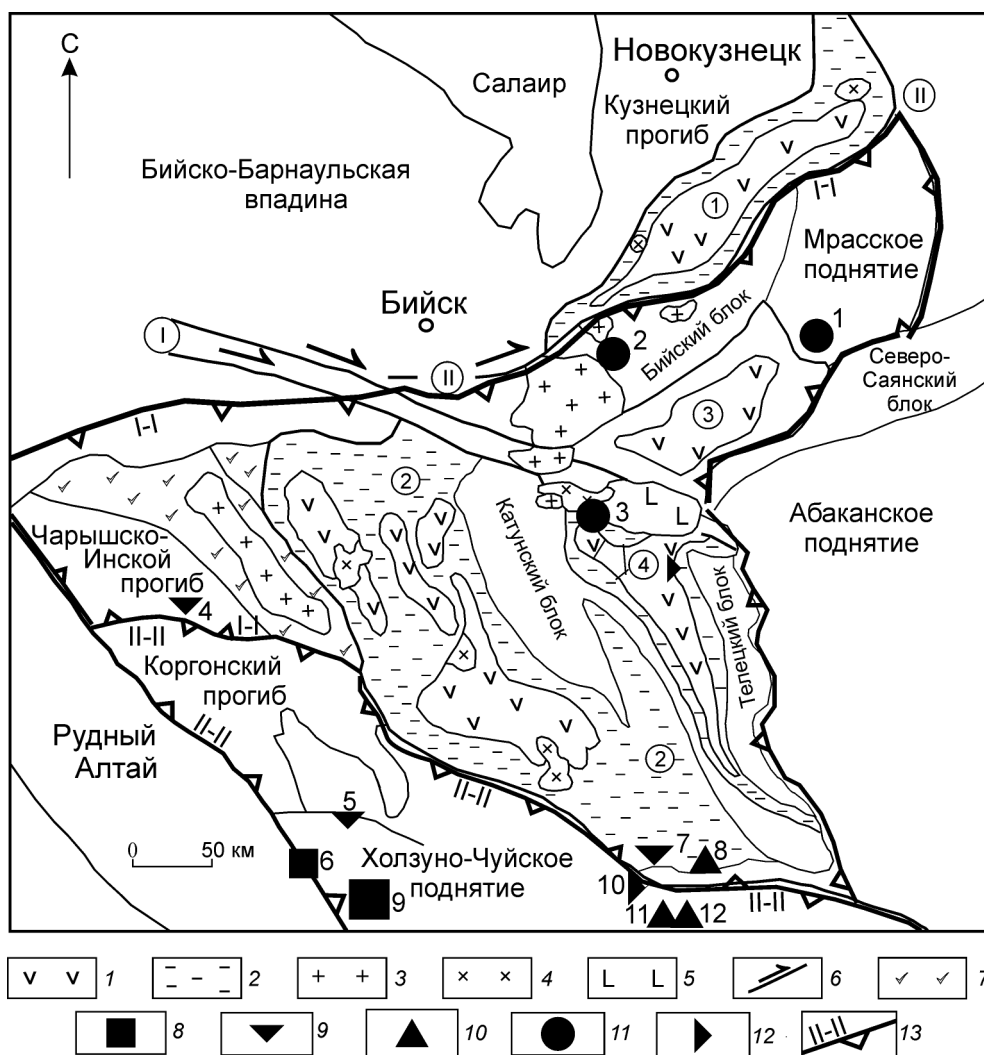 С
Новокузнецк
Салаир
Кузнецкий
прогиб
II
Бийско-Барнаульская
впадина
I-I
1
Мрасское
поднятие
Бийск
I
II
2
Бийский блок
1
Северо-
Саянский
блок
3
I-I
2
L
L
3
Катунский блок
Абаканское
поднятие
Чарышско-
Инской
прогиб
4
4
Телецкий блок
II-II
I-I
Коргонский
прогиб
Рудный
Алтай
II-II
2
II-II
5
0 50 км
6
Холзуно-Чуйское
поднятие
7
8
9
10
11
12
II-II
v v 1
2
+ + 3
× × 4
L L 5
6
7
8
9
10
11
12
II-II 13